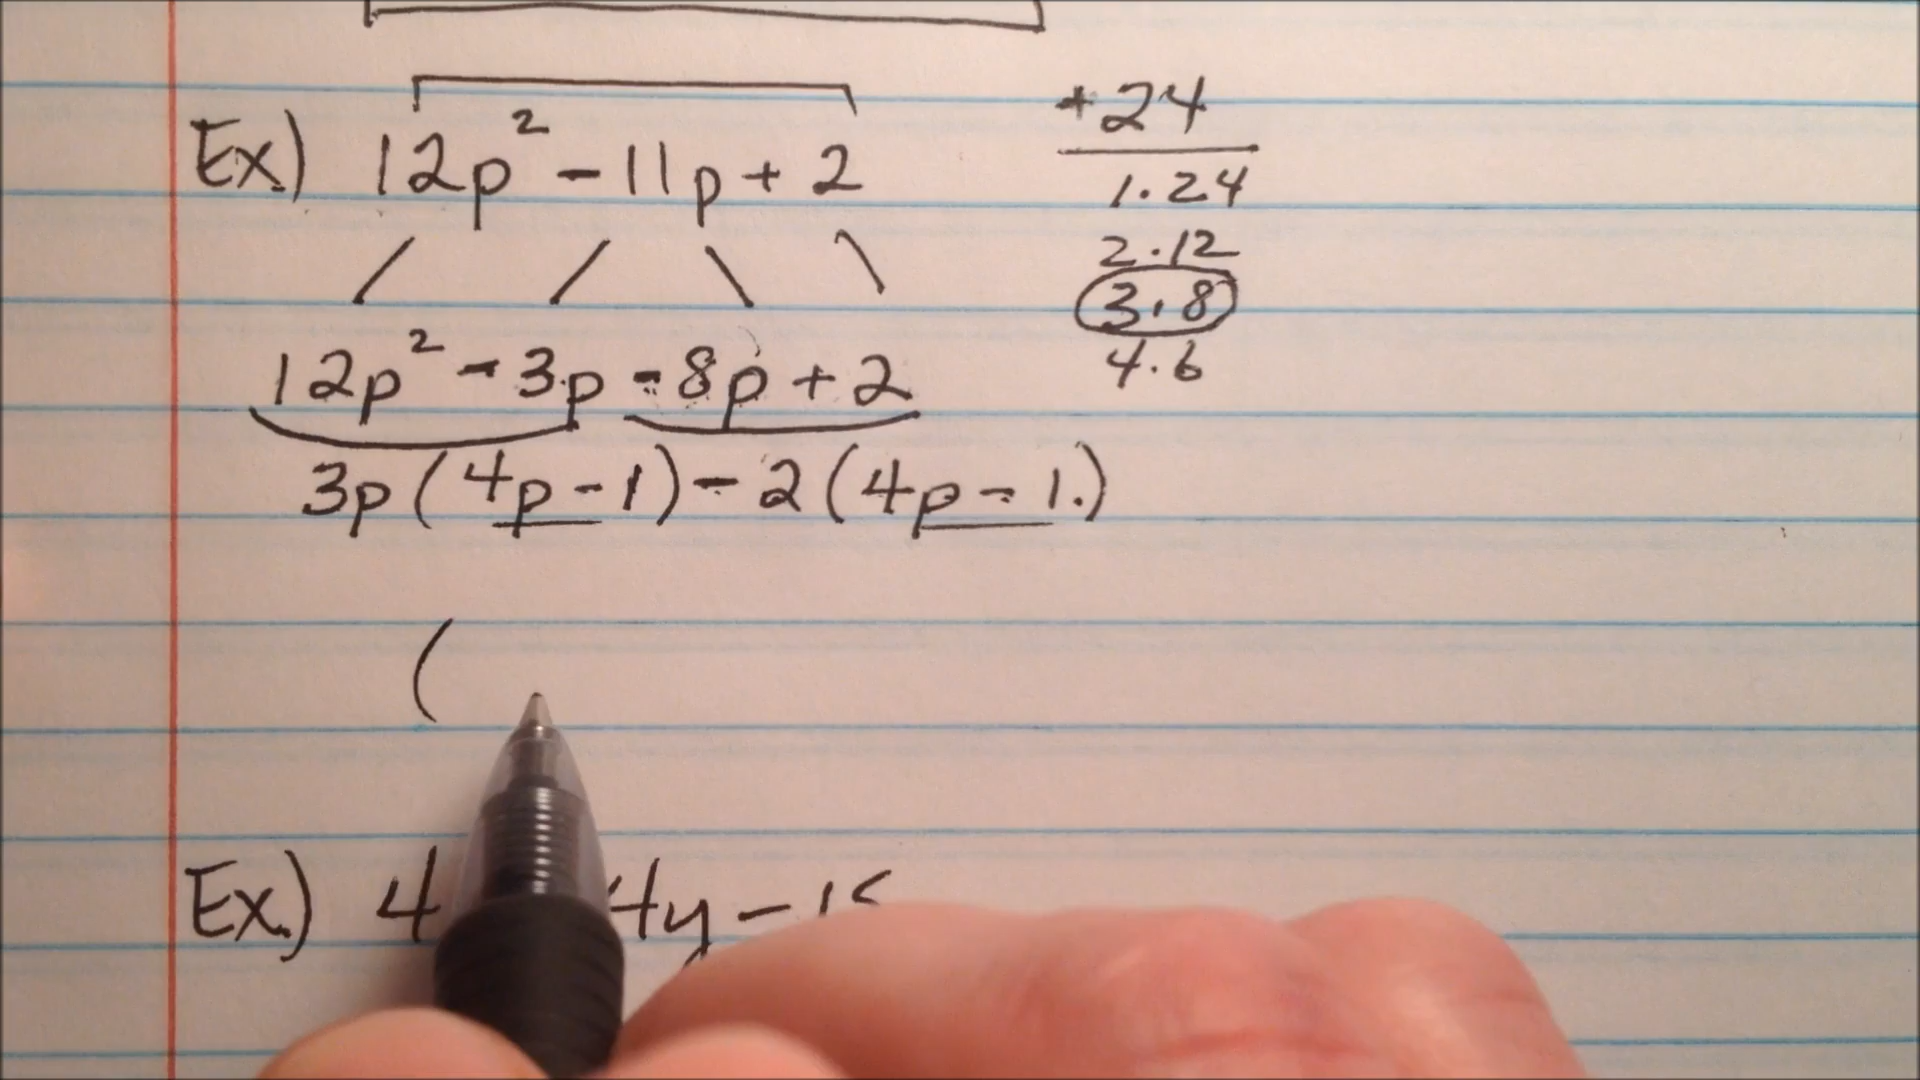 Ex.) 12p² - 11p + 2
+24
1·24
2·12
3·8
4·6
12p² - 3p - 8p + 2
3p(4p - 1) - 2(4p - 1)
(
Ex.) 4 4y - 15